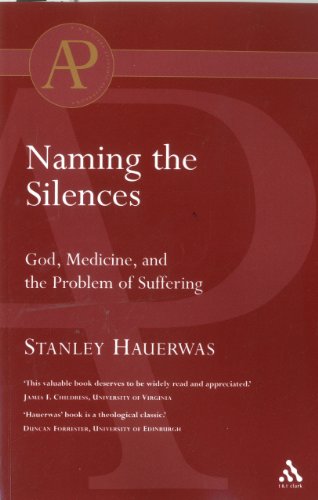 AP
Naming the
Silences
God, Medicine, and
the Problem of Suffering
STANLEY HAUERWAS
'This valuable book deserves to be widely read and appreciated.'
JAMES F. CHILDRESS, UNIVERSITY OF VIRGINIA
'Hauerwas' book is a theological classic.'
DUNCAN FORRESTER, UNIVERSITY OF EDINBURGH
t&t clark